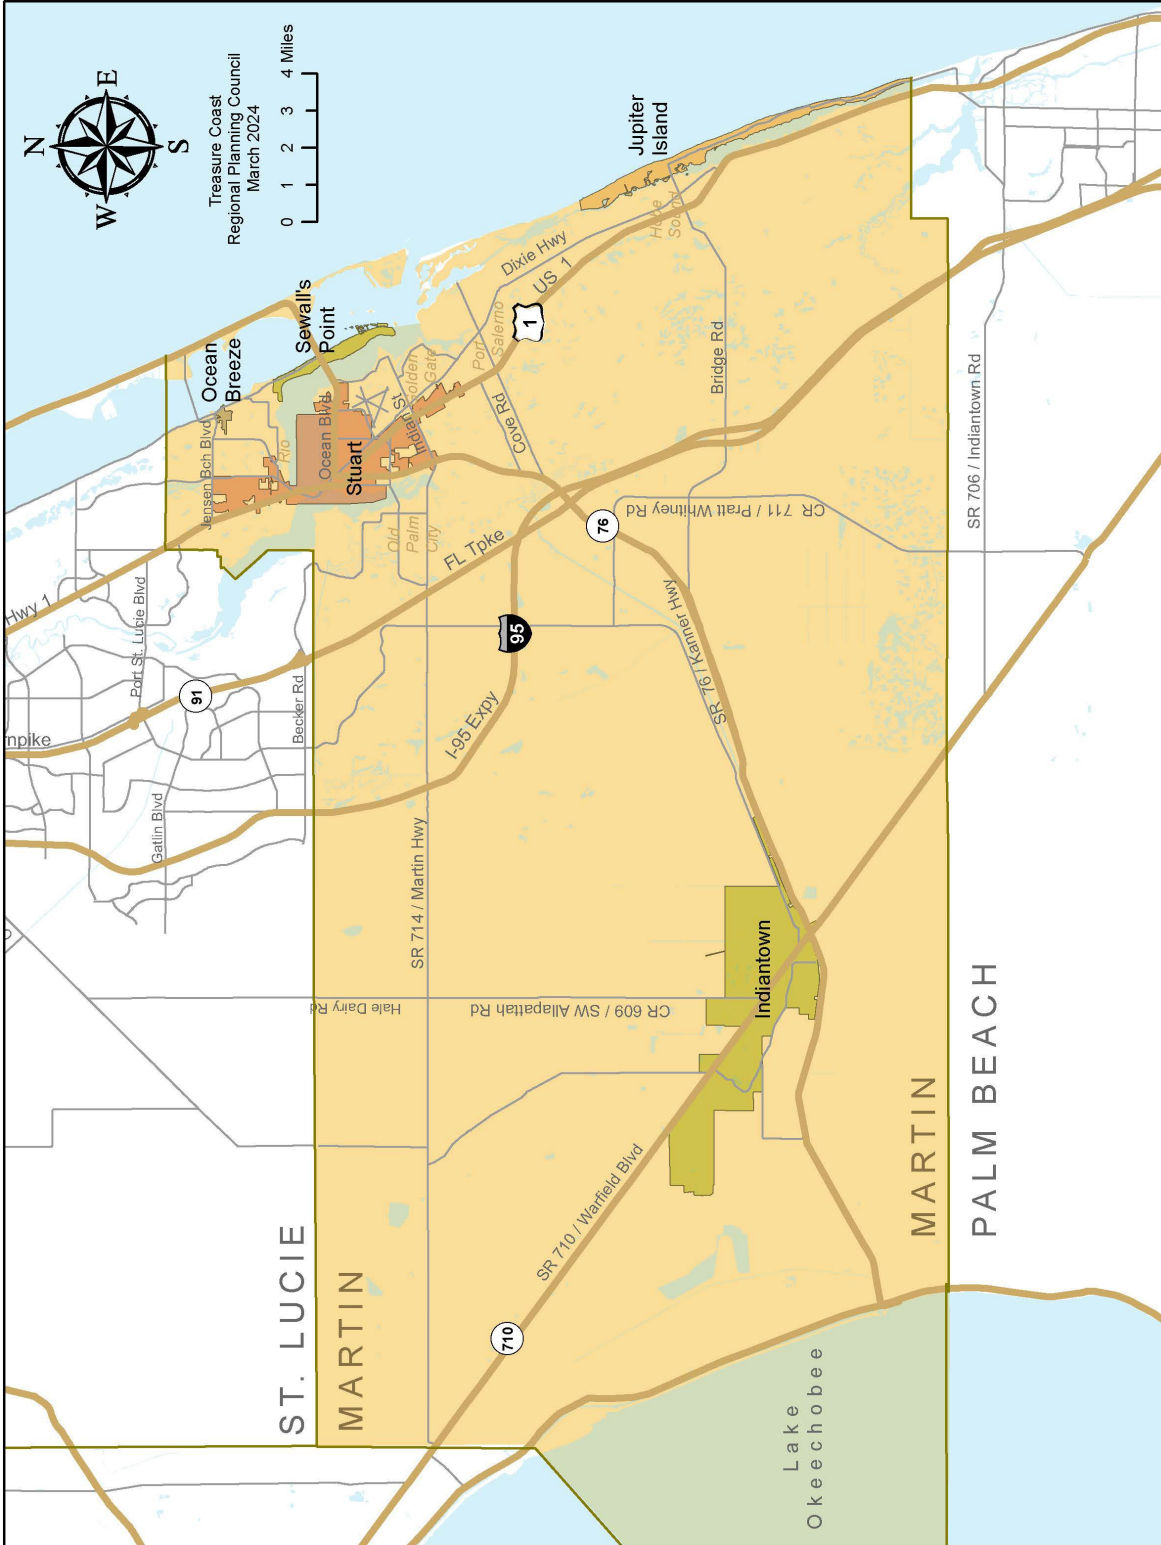 N
E
S
W
Treasure Coast
Regional Planning Council
March 2024
0 1 2 3 4 Miles
ST. LUCIE
MARTIN
MARTIN
PALM BEACH
Lake
Okeechobee
Jupiter
Island
Sewall's
Point
Ocean
Breeze
Stuart
Indiantown
Hobe
Sound
Port
Salerno
Golden
Gate
Rio
Old
Palm
City
Hwy 1
Port St. Lucie Blvd
91
Becker Rd
Gatlin Blvd
rnpike
Jensen Bch Blvd
Ocean Blvd
Indian St
Dixie Hwy
US 1
1
Cove Rd
Bridge Rd
FL Tpke
76
95
I-95 Expy
SR 76 / Kanner Hwy
CR 711 / Pratt Whitney Rd
SR 706 / Indiantown Rd
SR 714 / Martin Hwy
Hale Dairy Rd
CR 609 / SW Allapattah Rd
SR 710 / Warfield Blvd
710